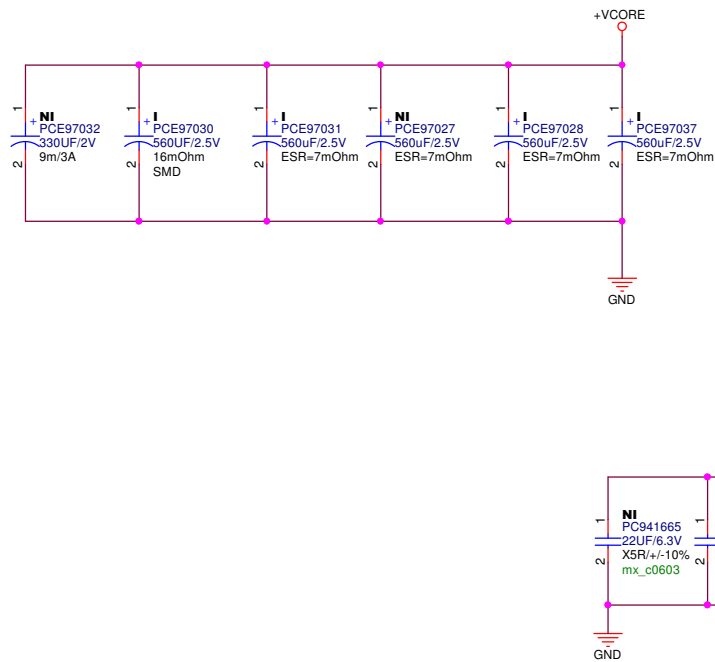 +VCORE
1
+
NI
PCE97032
330UF/2V
9m/3A
2
1
+
I
PCE97030
560UF/2.5V
16mOhm
SMD
2
1
+
I
PCE97031
560uF/2.5V
ESR=7mOhm
2
1
+
NI
PCE97027
560uF/2.5V
ESR=7mOhm
2
1
+
I
PCE97028
560uF/2.5V
ESR=7mOhm
2
1
+
I
PCE97037
560uF/2.5V
ESR=7mOhm
2
GND
1
NI
PC941665
22UF/6.3V
X5R/+/-10%
mx_c0603
2
1
2
GND